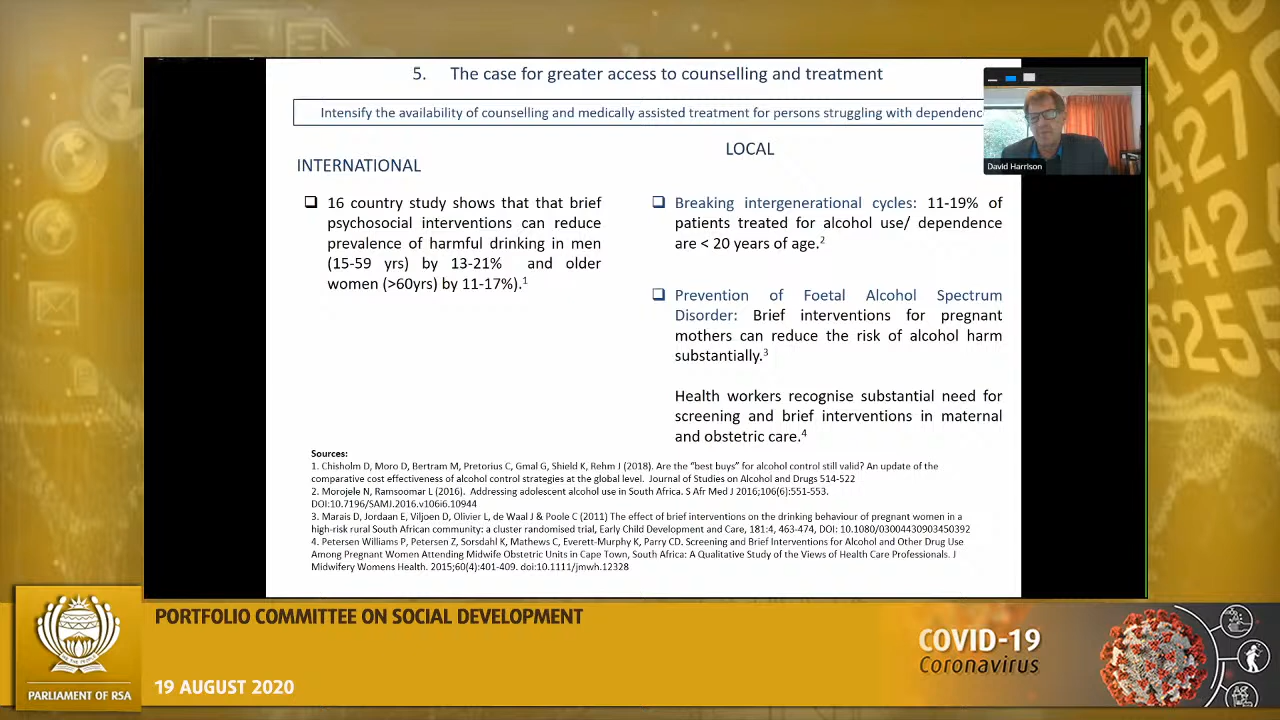 5. The case for greater access to counselling and treatment
Intensify the availability of counselling and medically assisted treatment for persons struggling with dependenc
David Harrison
INTERNATIONAL
16 country study shows that that brief
psychosocial interventions can reduce
prevalence of harmful drinking in men
(15-59 yrs) by 13-21% and older
women (>60yrs) by 11-17%).1
LOCAL
Breaking intergenerational cycles: 11-19% of
patients treated for alcohol use/ dependence
are < 20 years of age.2
Prevention of Foetal Alcohol Spectrum
Disorder: Brief interventions for pregnant
mothers can reduce the risk of alcohol harm
substantially.3
Health workers recognise substantial need for
screening and brief interventions in maternal
and obstetric care.4
Sources:
1. Chisholm D, Moro D, Bertram M, Pretorius C, Gmal G, Shield K, Rehm J (2018). Are the "best buys" for alcohol control still valid? An update of the
comparative cost effectiveness of alcohol control strategies at the global level. Journal of Studies on Alcohol and Drugs 514-522
2. Morojele N, Ramsoomar L (2016). Addressing adolescent alcohol use in South Africa. S Afr Med J 2016;106(6):551-553.
DOI:10.7196/SAMJ.2016.v106i6.10944
3. Marais D, Jordaan E, Viljoen D, Olivier L, de Waal J & Poole C (2011) The effect of brief interventions on the drinking behaviour of pregnant women in a
high-risk rural South African community: a cluster randomised trial, Early Child Development and Care, 181:4, 463-474, DOI: 10.1080/03004430903450392
4. Petersen Williams P, Petersen Z, Sorsdahl K, Mathews C, Everett-Murphy K, Parry CD. Screening and Brief Interventions for Alcohol and Other Drug Use
Among Pregnant Women Attending Midwife Obstetric Units in Cape Town, South Africa: A Qualitative Study of the Views of Health Care Professionals. J
Midwifery Womens Health. 2015;60(4):401-409. doi:10.1111/jmwh.12328
PARLIAMENT OF RSA
PORTFOLIO COMMITTEE ON SOCIAL DEVELOPMENT
19 AUGUST 2020
COVID-19
Coronavirus